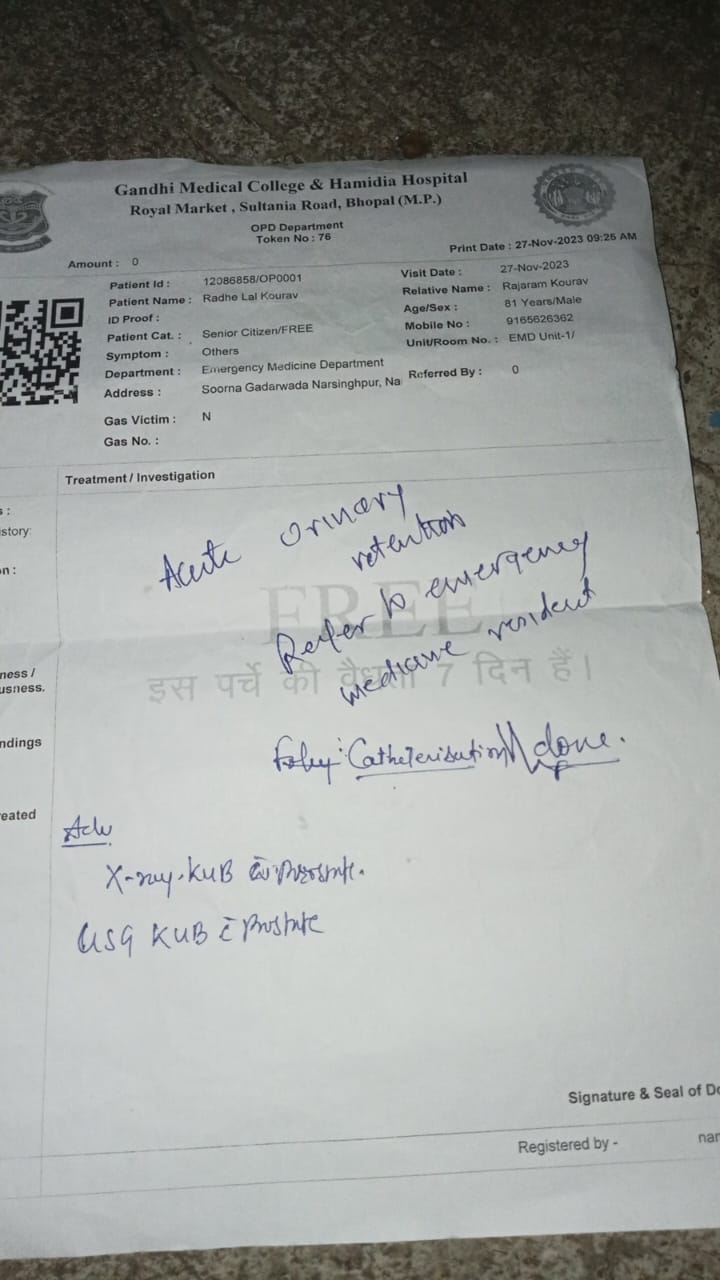 Gandhi Medical College & Hamidia Hospital
Royal Market , Sultania Road, Bhopal (M.P.)
OPD Department
Token No : 76
Print Date : 27-Nov-2023 09:25 AM
Amount : 0
Patient Id : 12086858/OP0001
Visit Date : 27-Nov-2023
Patient Name : Radhe Lal Kourav
Relative Name : Rajaram Kourav
ID Proof :
Age/Sex : 81 Years/Male
Patient Cat. : Senior Citizen/FREE
Mobile No : 9165626362
Symptom : Others
Unit/Room No. : EMD Unit-1/
Department : Emergency Medicine Department
Address : Soorna Gadarwada Narsinghpur, Na
Referred By : 0
Gas Victim : N
Gas No. :
Treatment / Investigation
s :
istory:
on :
ness /
usness.
ndings
eated
Acute urinary
retention
FREE
Refer to emergency
medicine resident
इस पर्चे की वैधता 7 दिन हैं।
Foley Catheterisation done.
Adv
X-ray KUB
USG KUB c̄ Prostate
Signature & Seal of Do
Registered by -
nam